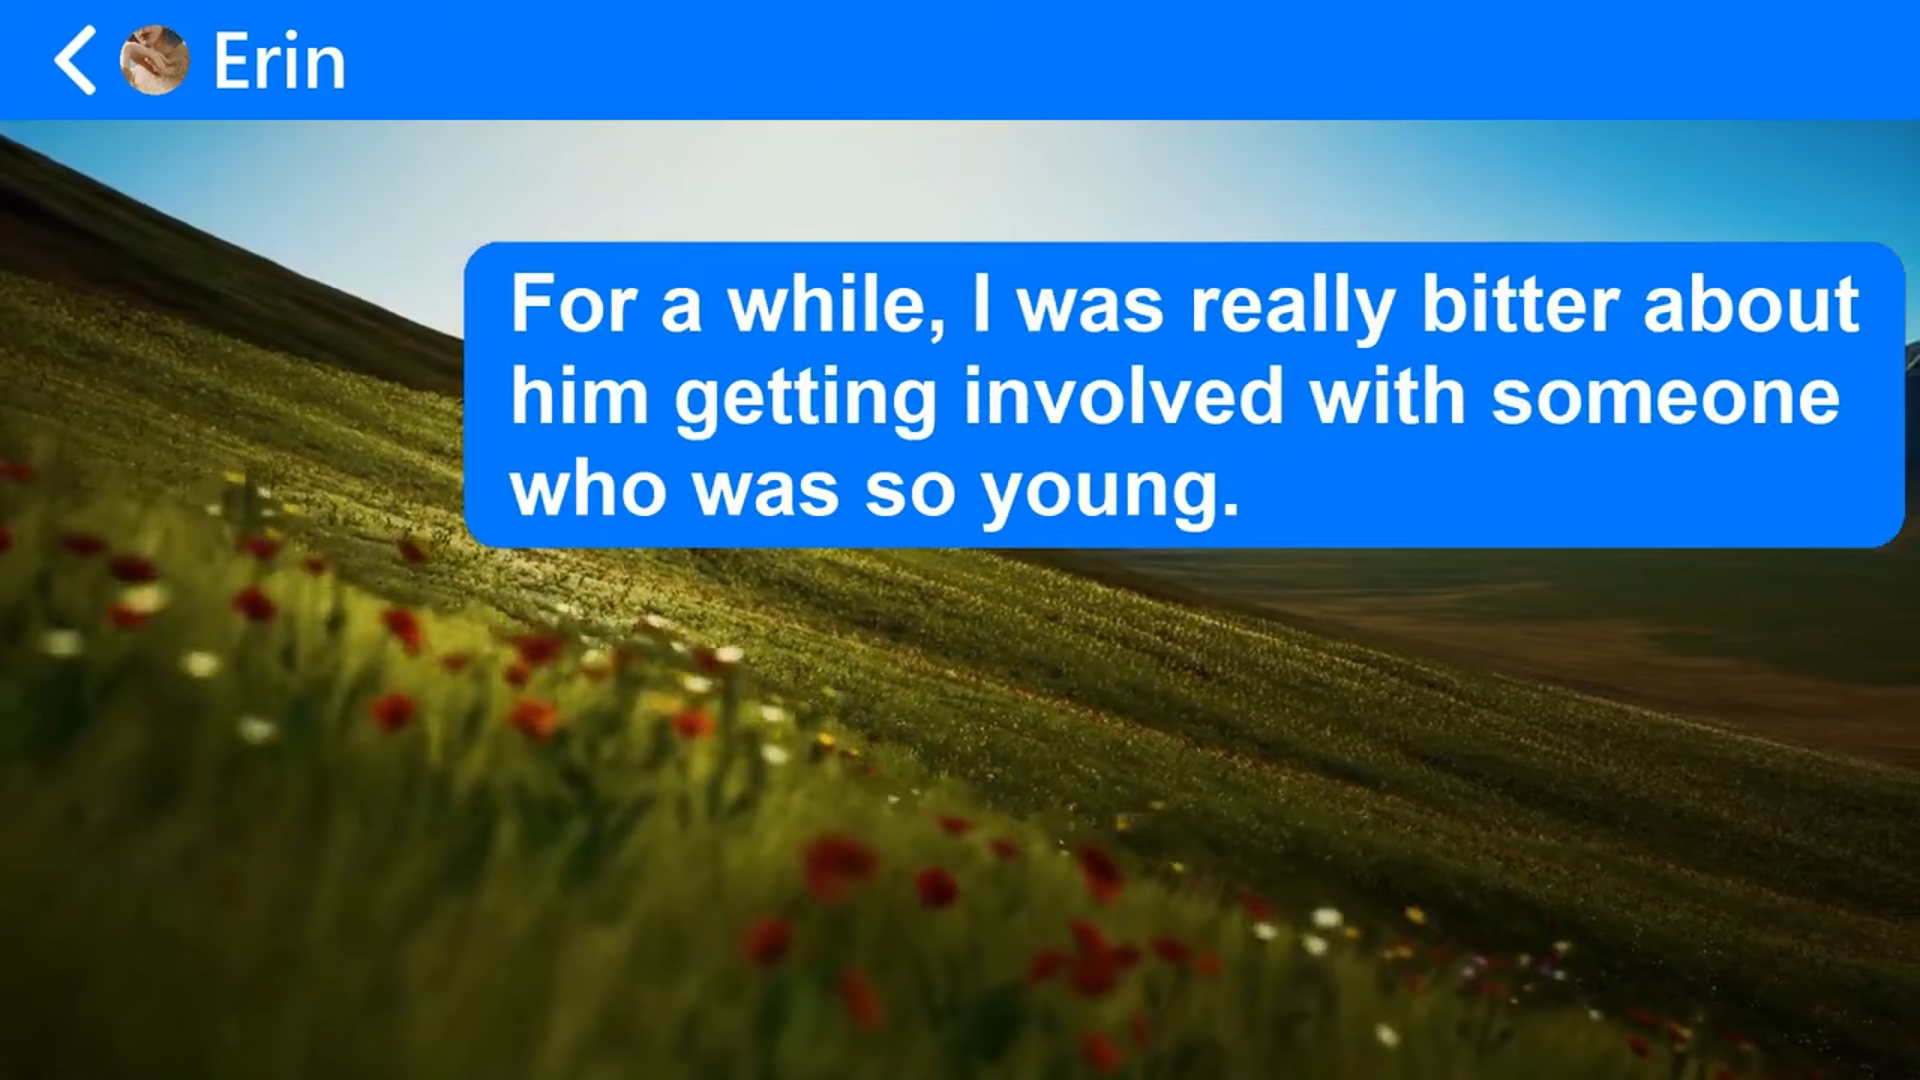 Erin
For a while, I was really bitter about
him getting involved with someone
who was so young.